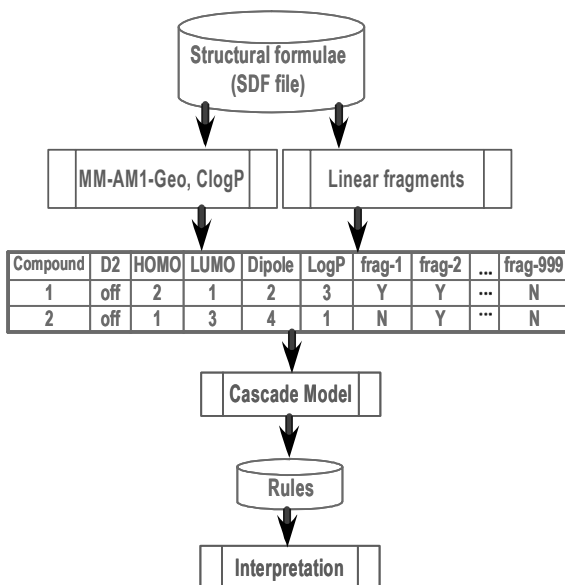 Structural formulae
(SDF file)
MM-AM1-Geo, ClogP
Linear fragments
Compound D2 HOMO LUMO Dipole LogP frag-1 frag-2 ... frag-999
1 off 2 1 2 3 Y Y ... N
2 off 1 3 4 1 N Y ... N
Cascade Model
Rules
Interpretation